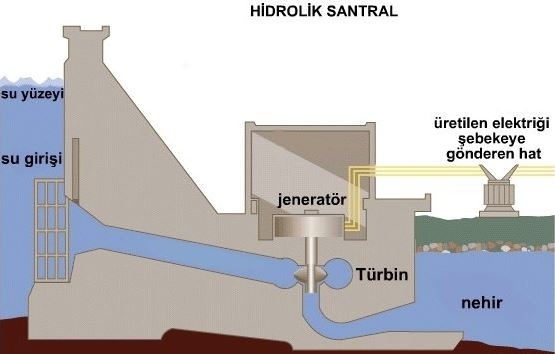 HİDROLİK SANTRAL
su yüzeyi
su girişi
üretilen elektriği
şebekeye
gönderen hat
jeneratör
Türbin
nehir